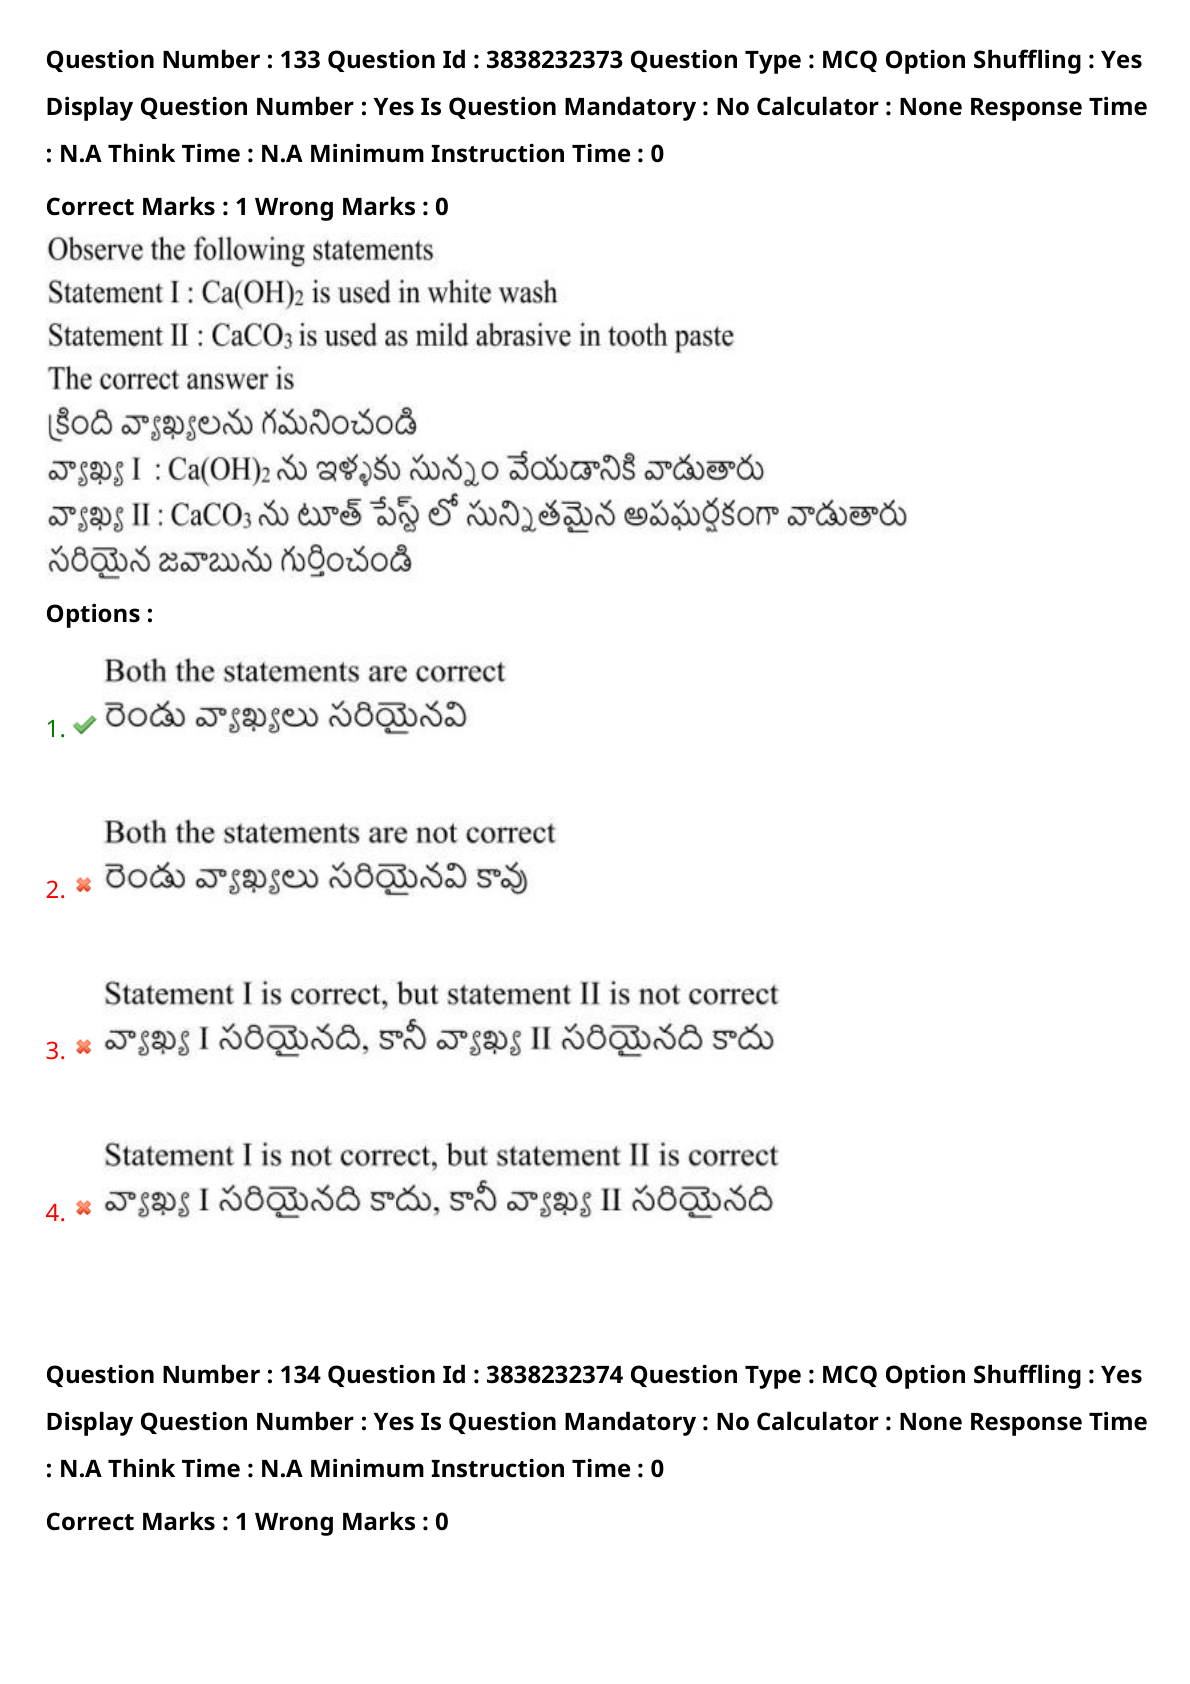 Question Number : 133 Question Id : 3838232373 Question Type : MCQ Option Shuffling : Yes
Display Question Number : Yes Is Question Mandatory : No Calculator : None Response Time
: N.A Think Time : N.A Minimum Instruction Time : 0
Correct Marks : 1 Wrong Marks : 0
Observe the following statements
Statement I : Ca(OH)₂ is used in white wash
Statement II : CaCO₃ is used as mild abrasive in tooth paste
The correct answer is
క్రింది వ్యాఖ్యలను గమనించండి
వ్యాఖ్య I : Ca(OH)₂ ను ఇళ్ళకు సున్నం వేయడానికి వాడుతారు
వ్యాఖ్య II : CaCO₃ ను టూత్ పేస్ట్ లో సున్నితమైన అపఘర్షకంగా వాడుతారు
సరియైన జవాబును గుర్తించండి
Options :
Both the statements are correct
1. రెండు వ్యాఖ్యలు సరియైనవి
Both the statements are not correct
2. రెండు వ్యాఖ్యలు సరియైనవి కావు
Statement I is correct, but statement II is not correct
3. వ్యాఖ్య I సరియైనది, కానీ వ్యాఖ్య II సరియైనది కాదు
Statement I is not correct, but statement II is correct
4. వ్యాఖ్య I సరియైనది కాదు, కానీ వ్యాఖ్య II సరియైనది
Question Number : 134 Question Id : 3838232374 Question Type : MCQ Option Shuffling : Yes
Display Question Number : Yes Is Question Mandatory : No Calculator : None Response Time
: N.A Think Time : N.A Minimum Instruction Time : 0
Correct Marks : 1 Wrong Marks : 0